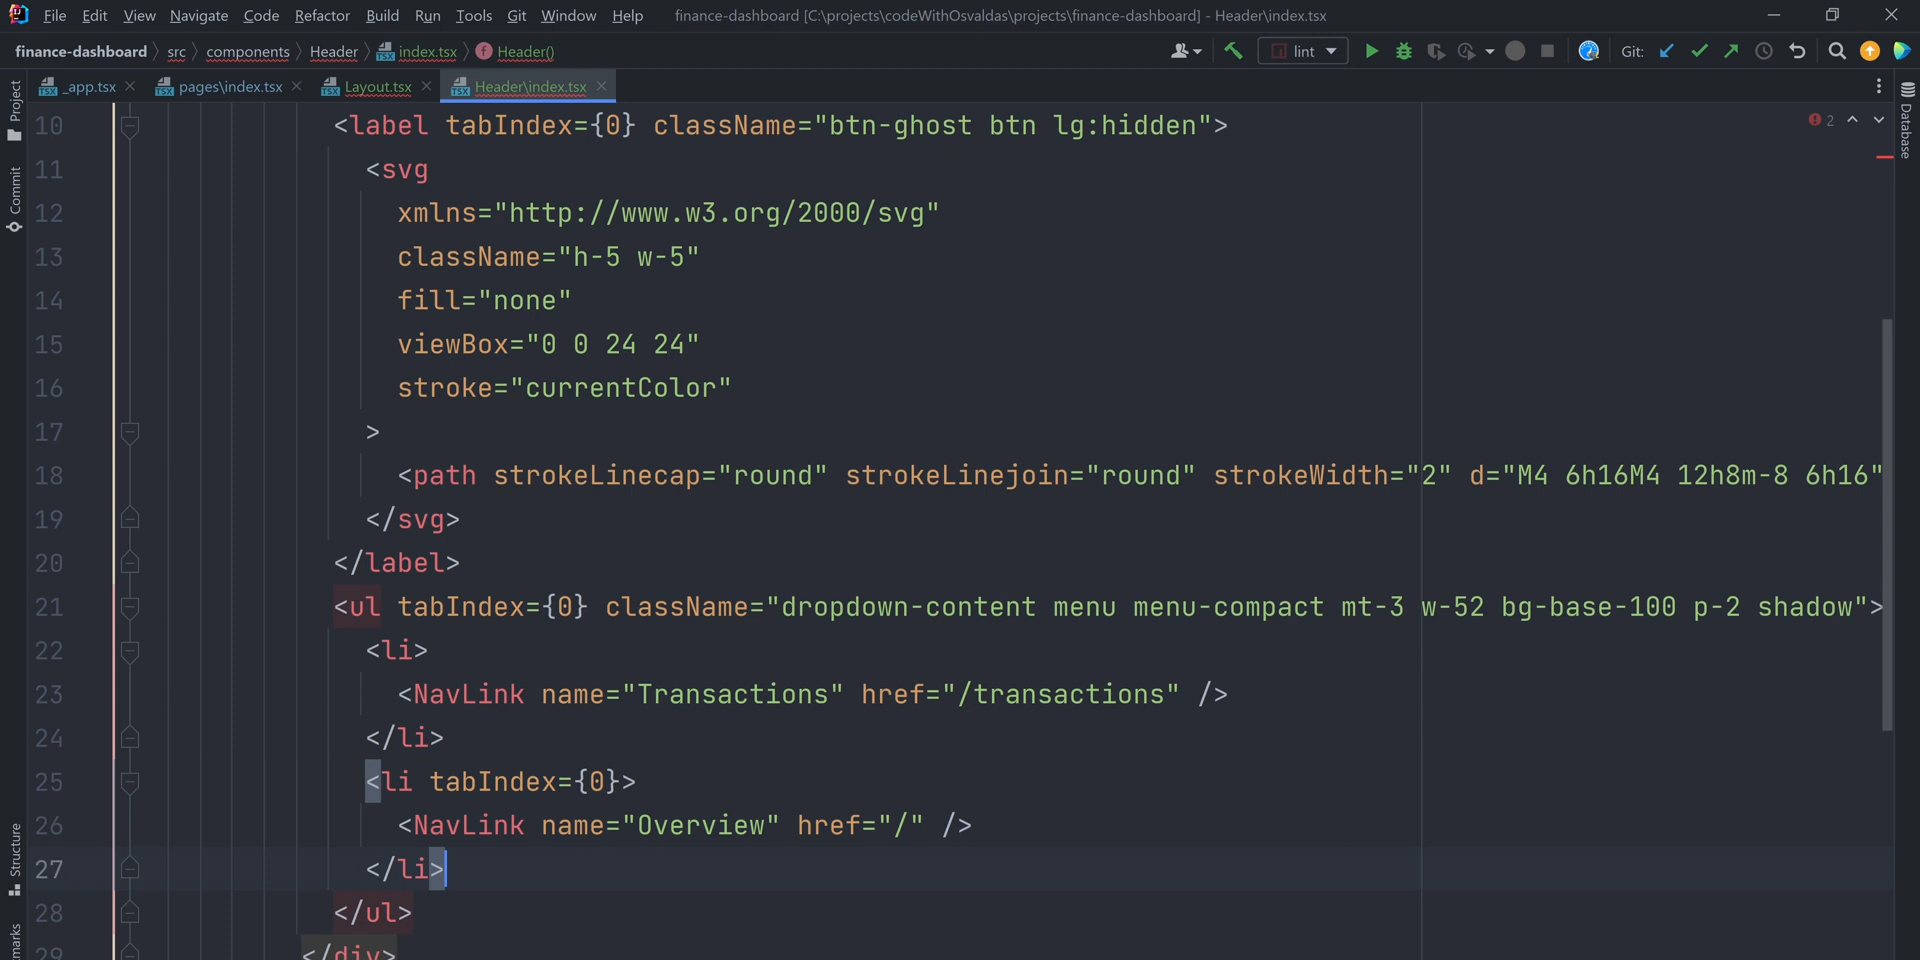 File Edit View Navigate Code Refactor Build Run Tools Git Window Help finance-dashboard [C:\projects\codeWithOsvaldas\projects\finance-dashboard] - Header\index.tsx
finance-dashboard src components Header index.tsx Header() lint Git:
_app.tsx pages\index.tsx Layout.tsx Header\index.tsx
Project
Commit
Structure
Database
2
10 <label tabIndex={0} className="btn-ghost btn lg:hidden">
11 <svg
12 xmlns="http://www.w3.org/2000/svg"
13 className="h-5 w-5"
14 fill="none"
15 viewBox="0 0 24 24"
16 stroke="currentColor"
17 >
18 <path strokeLinecap="round" strokeLinejoin="round" strokeWidth="2" d="M4 6h16M4 12h8m-8 6h16"
19 </svg>
20 </label>
21 <ul tabIndex={0} className="dropdown-content menu menu-compact mt-3 w-52 bg-base-100 p-2 shadow">
22 <li>
23 <NavLink name="Transactions" href="/transactions" />
24 </li>
25 <li tabIndex={0}>
26 <NavLink name="Overview" href="/" />
27 </li>
28 </ul>
29 </div>